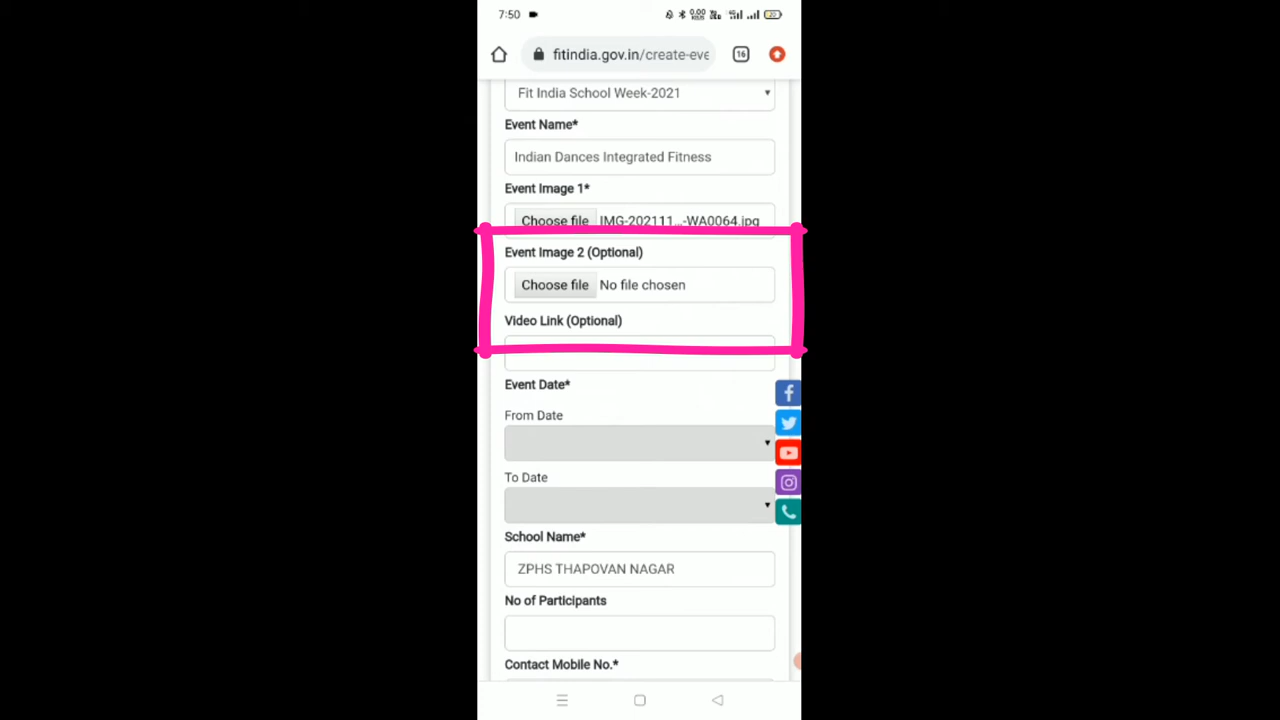 7:50
0.00
20
fitindia.gov.in/create-eve
16
Fit India School Week-2021
Event Name*
Indian Dances Integrated Fitness
Event Image 1*
Choose file IMG-202111...-WA0064.jpg
Event Image 2 (Optional)
Choose file No file chosen
Video Link (Optional)
Event Date*
From Date
To Date
School Name*
ZPHS THAPOVAN NAGAR
No of Participants
Contact Mobile No.*